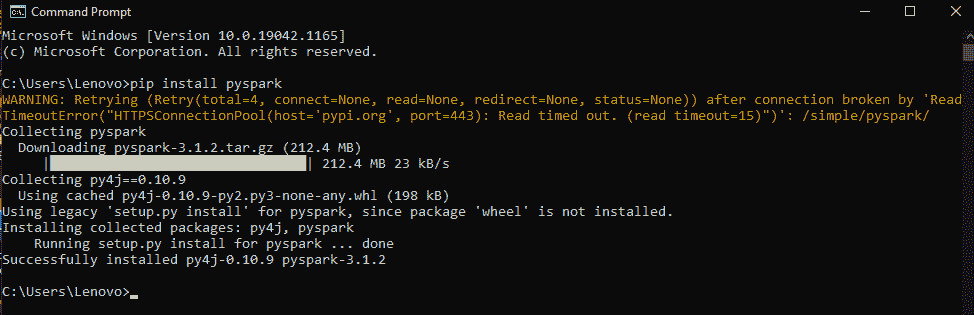 Command Prompt
Microsoft Windows [Version 10.0.19042.1165]
(c) Microsoft Corporation. All rights reserved.
C:\Users\Lenovo>pip install pyspark
WARNING: Retrying (Retry(total=4, connect=None, read=None, redirect=None, status=None)) after connection broken by 'Read
TimeoutError("HTTPSConnectionPool(host='pypi.org', port=443): Read timed out. (read timeout=15)")': /simple/pyspark/
Collecting pyspark
  Downloading pyspark-3.1.2.tar.gz (212.4 MB)
     |████████████████████████████████| 212.4 MB 23 kB/s
Collecting py4j==0.10.9
  Using cached py4j-0.10.9-py2.py3-none-any.whl (198 kB)
Using legacy 'setup.py install' for pyspark, since package 'wheel' is not installed.
Installing collected packages: py4j, pyspark
    Running setup.py install for pyspark ... done
Successfully installed py4j-0.10.9 pyspark-3.1.2
C:\Users\Lenovo>